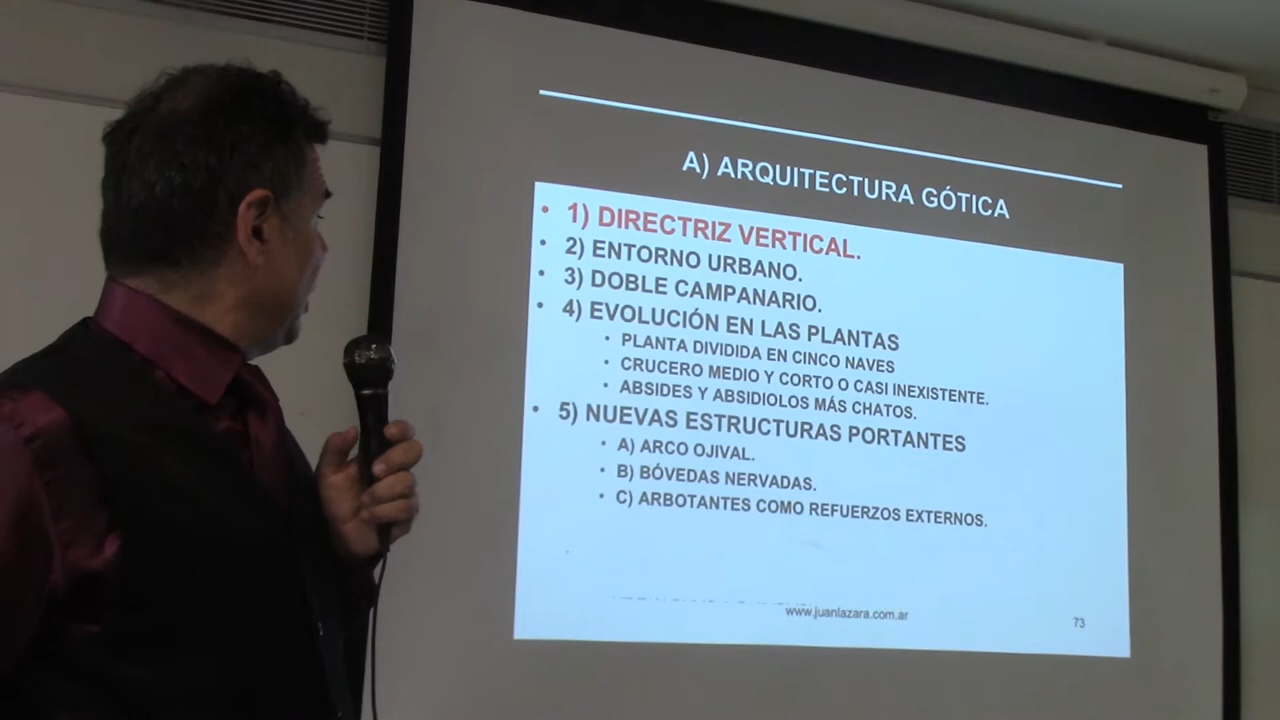 A) ARQUITECTURA GÓTICA
• 1) DIRECTRIZ VERTICAL.
• 2) ENTORNO URBANO.
• 3) DOBLE CAMPANARIO.
• 4) EVOLUCIÓN EN LAS PLANTAS
• PLANTA DIVIDIDA EN CINCO NAVES
• CRUCERO MEDIO Y CORTO O CASI INEXISTENTE.
• ABSIDES Y ABSIDIOLOS MÁS CHATOS.
• 5) NUEVAS ESTRUCTURAS PORTANTES
• A) ARCO OJIVAL.
• B) BÓVEDAS NERVADAS.
• C) ARBOTANTES COMO REFUERZOS EXTERNOS.
www.juanlazara.com.ar
73